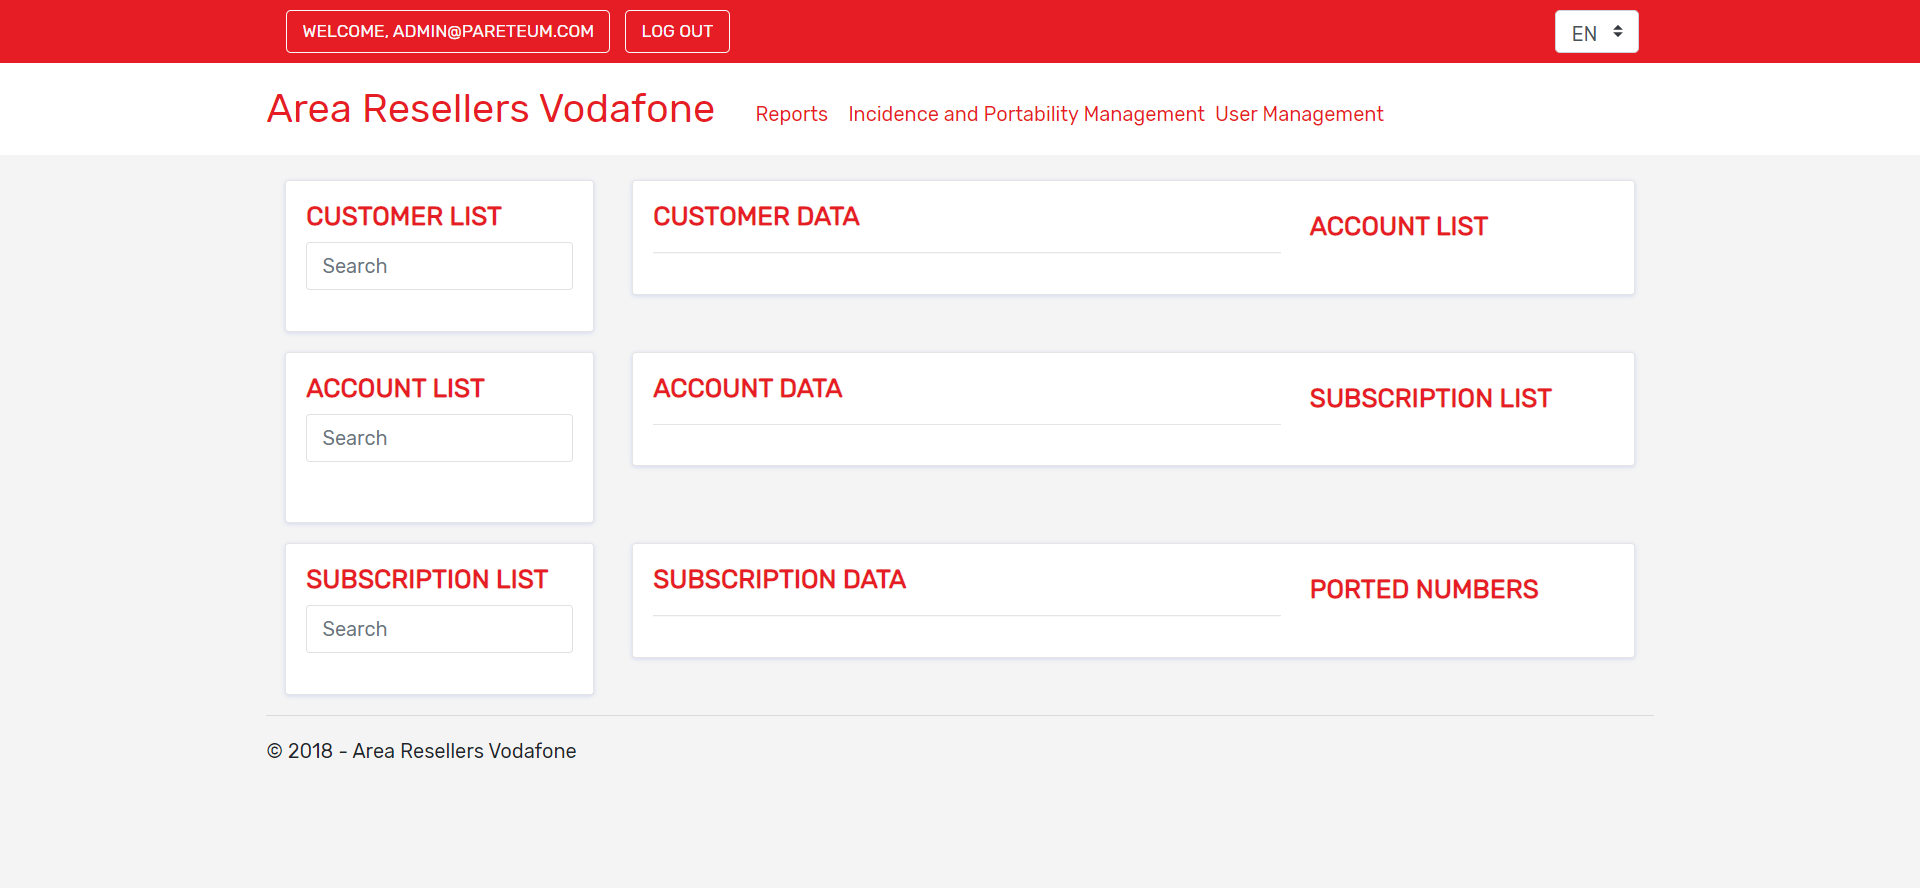 WELCOME, ADMIN@PARETEUM.COM
LOG OUT
EN
Area Resellers Vodafone
Reports
Incidence and Portability Management
User Management
CUSTOMER LIST
Search
CUSTOMER DATA
ACCOUNT LIST
ACCOUNT LIST
Search
ACCOUNT DATA
SUBSCRIPTION LIST
SUBSCRIPTION LIST
Search
SUBSCRIPTION DATA
PORTED NUMBERS
© 2018 - Area Resellers Vodafone